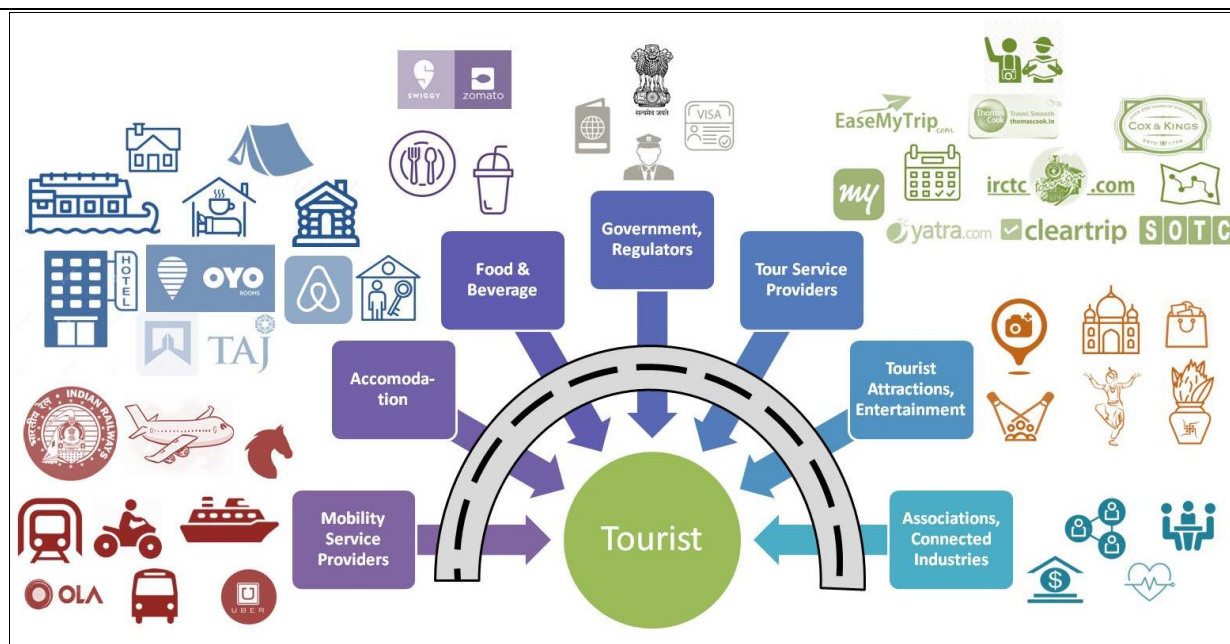 SWIGGY
zomato
सत्यमेव जयते
VISA
EaseMyTrip.com
Thomas
Cook
Travel Smooth
thomascook.in
COX & KINGS
my
irctc tourism .com
yatra.com
cleartrip
SOTC
HOTEL
OYO
ROOMS
TAJ
भारतीय रेल
INDIAN RAILWAYS
OLA
UBER
Mobility
Service
Providers
Accomoda-
tion
Food &
Beverage
Government,
Regulators
Tour Service
Providers
Tourist
Attractions,
Entertainment
Associations,
Connected
Industries
Tourist